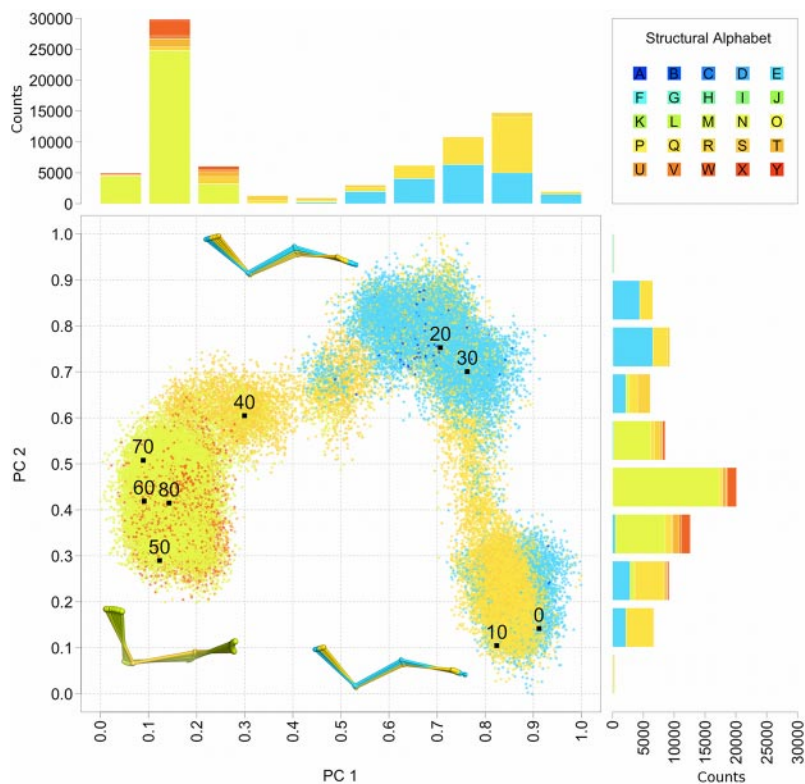 30000
25000
20000
15000
10000
5000
0
Counts
Structural Alphabet
A B C D E
F G H I J
K L M N O
P Q R S T
U V W X Y
1.0
0.9
0.8
0.7
0.6
0.5
0.4
0.3
0.2
0.1
0.0
PC 2
20
30
40
70
60 80
50
0
10
0.0 0.1 0.2 0.3 0.4 0.5 0.6 0.7 0.8 0.9 1.0
PC 1
0 5000 10000 15000 20000 25000 30000
Counts